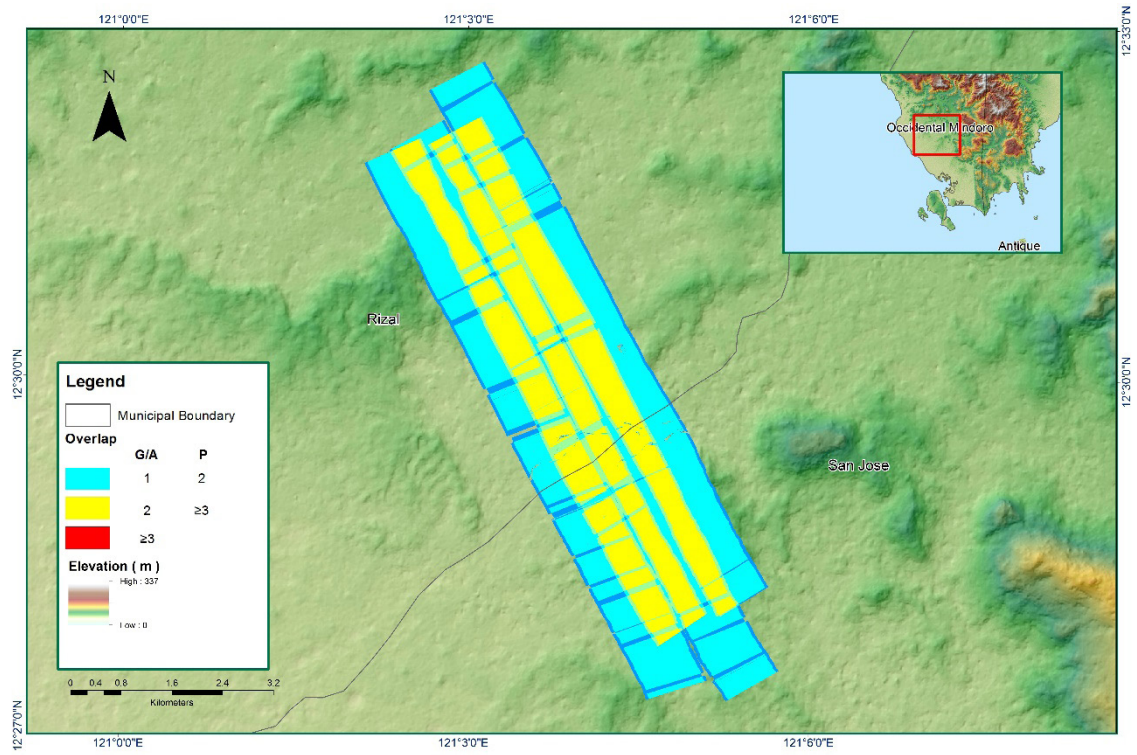 121°0'0"E 121°3'0"E 121°6'0"E
12°33'0"N
N
Occidental Mindoro
Antique
Rizal
12°30'0"N 12°30'0"N
Legend
Municipal Boundary
Overlap
G/A P
1 2
2 ≥3
≥3
Elevation ( m )
High : 337
Low : 0
San Jose
0 0.4 0.8 1.6 2.4 3.2
Kilometers
12°27'0"N
121°0'0"E 121°3'0"E 121°6'0"E